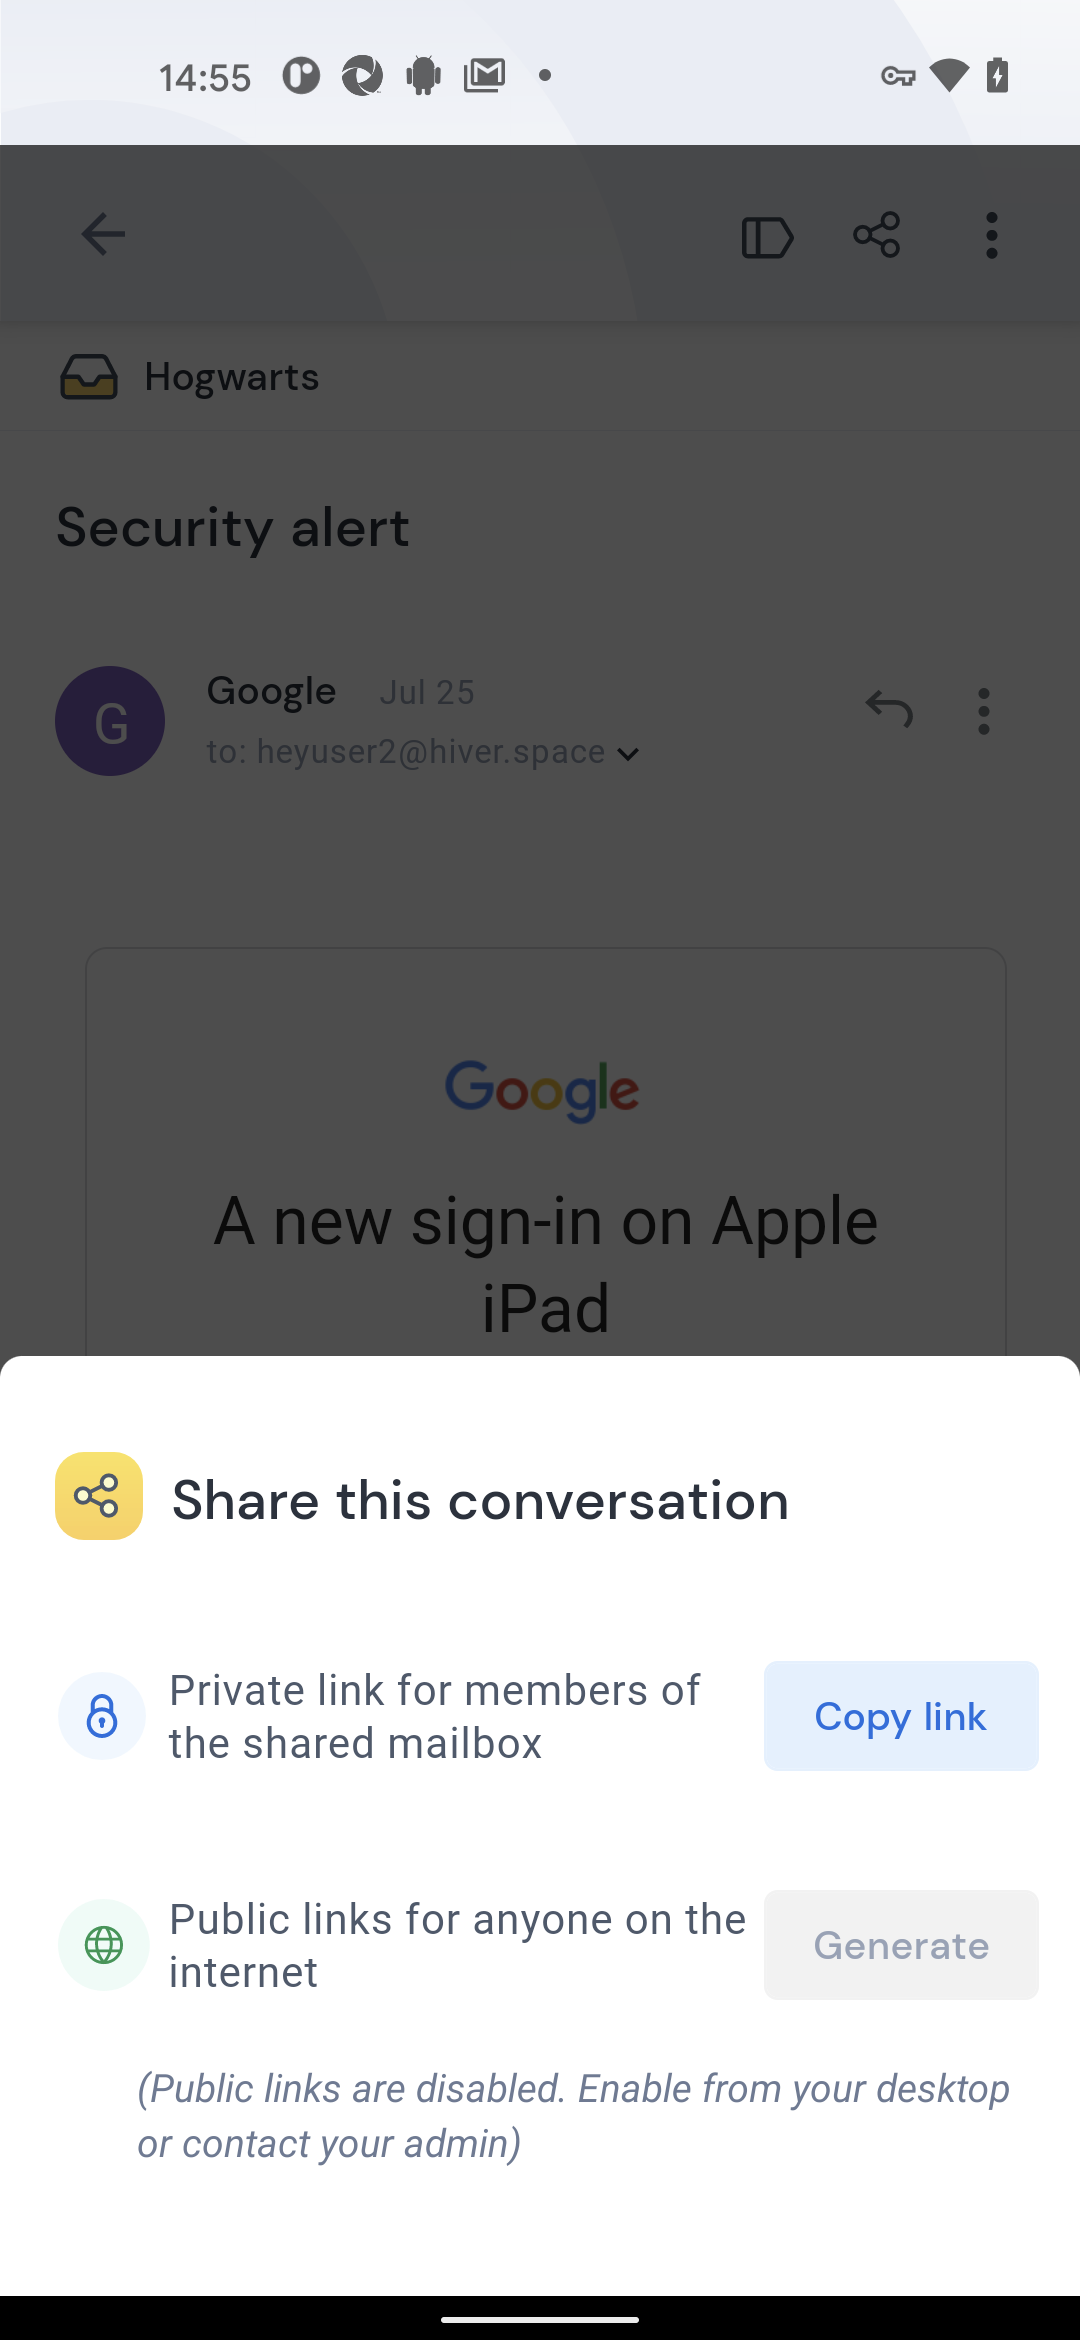 14:55
Hogwarts
Security alert
G
Google Jul 25
to: heyuser2@hiver.space
Google
A new sign-in on Apple
iPad
Share this conversation
Private link for members of
the shared mailbox
Copy link
Public links for anyone on the
internet
Generate
(Public links are disabled. Enable from your desktop
or contact your admin)